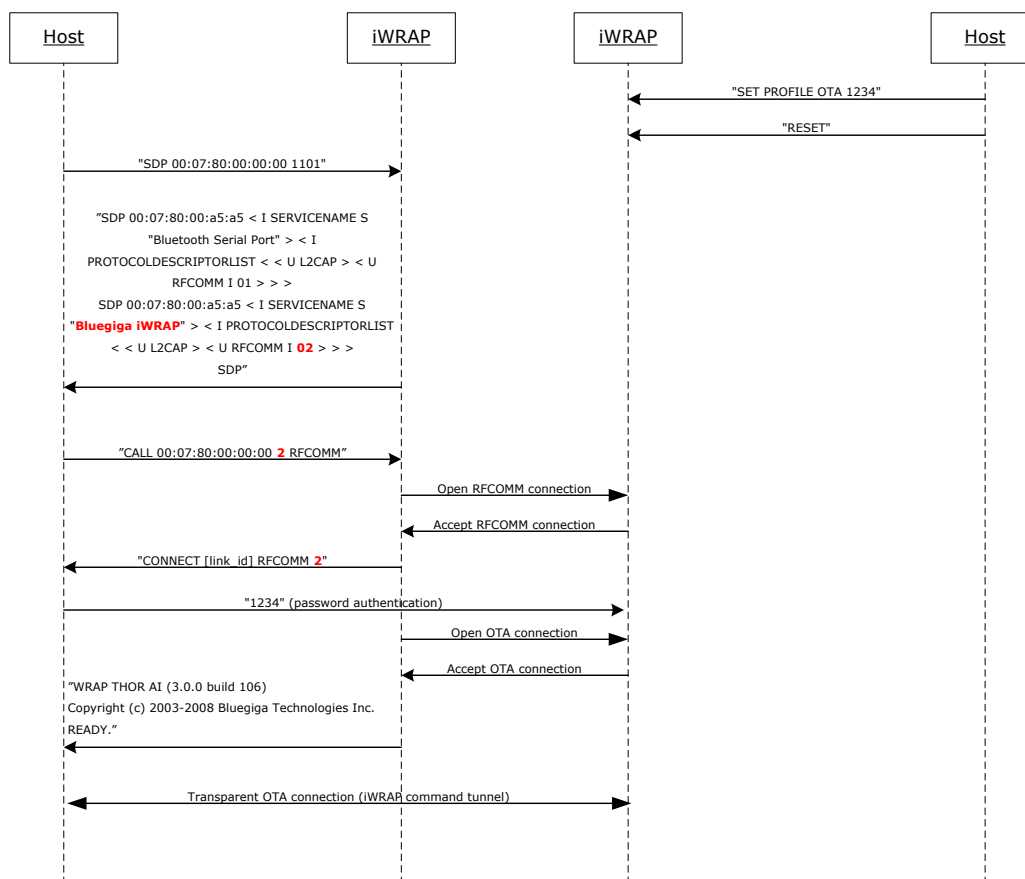 Host
iWRAP
iWRAP
Host
"SET PROFILE OTA 1234"
"RESET"
"SDP 00:07:80:00:00:00 1101"
”SDP 00:07:80:00:a5:a5 < I SERVICENAME S
"Bluetooth Serial Port" > < I
PROTOCOLDESCRIPTORLIST < < U L2CAP > < U
RFCOMM I 01 > > >
SDP 00:07:80:00:a5:a5 < I SERVICENAME S
"Bluegiga iWRAP" > < I PROTOCOLDESCRIPTORLIST
< < U L2CAP > < U RFCOMM I 02 > > >
SDP”
”CALL 00:07:80:00:00:00 2 RFCOMM”
Open RFCOMM connection
Accept RFCOMM connection
"CONNECT [link_id] RFCOMM 2"
"1234" (password authentication)
Open OTA connection
Accept OTA connection
”WRAP THOR AI (3.0.0 build 106)
Copyright (c) 2003-2008 Bluegiga Technologies Inc.
READY.”
Transparent OTA connection (iWRAP command tunnel)